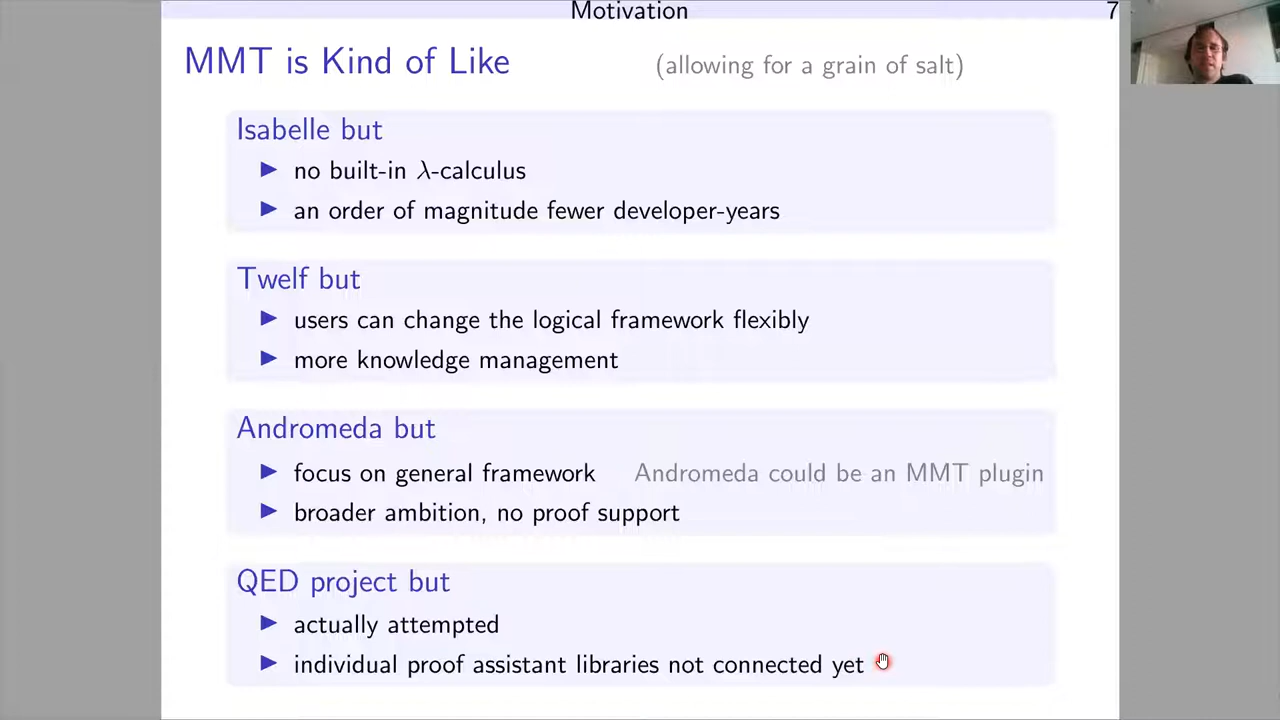 Motivation 7
MMT is Kind of Like (allowing for a grain of salt)
Isabelle but
▶ no built-in λ-calculus
▶ an order of magnitude fewer developer-years
Twelf but
▶ users can change the logical framework flexibly
▶ more knowledge management
Andromeda but
▶ focus on general framework Andromeda could be an MMT plugin
▶ broader ambition, no proof support
QED project but
▶ actually attempted
▶ individual proof assistant libraries not connected yet